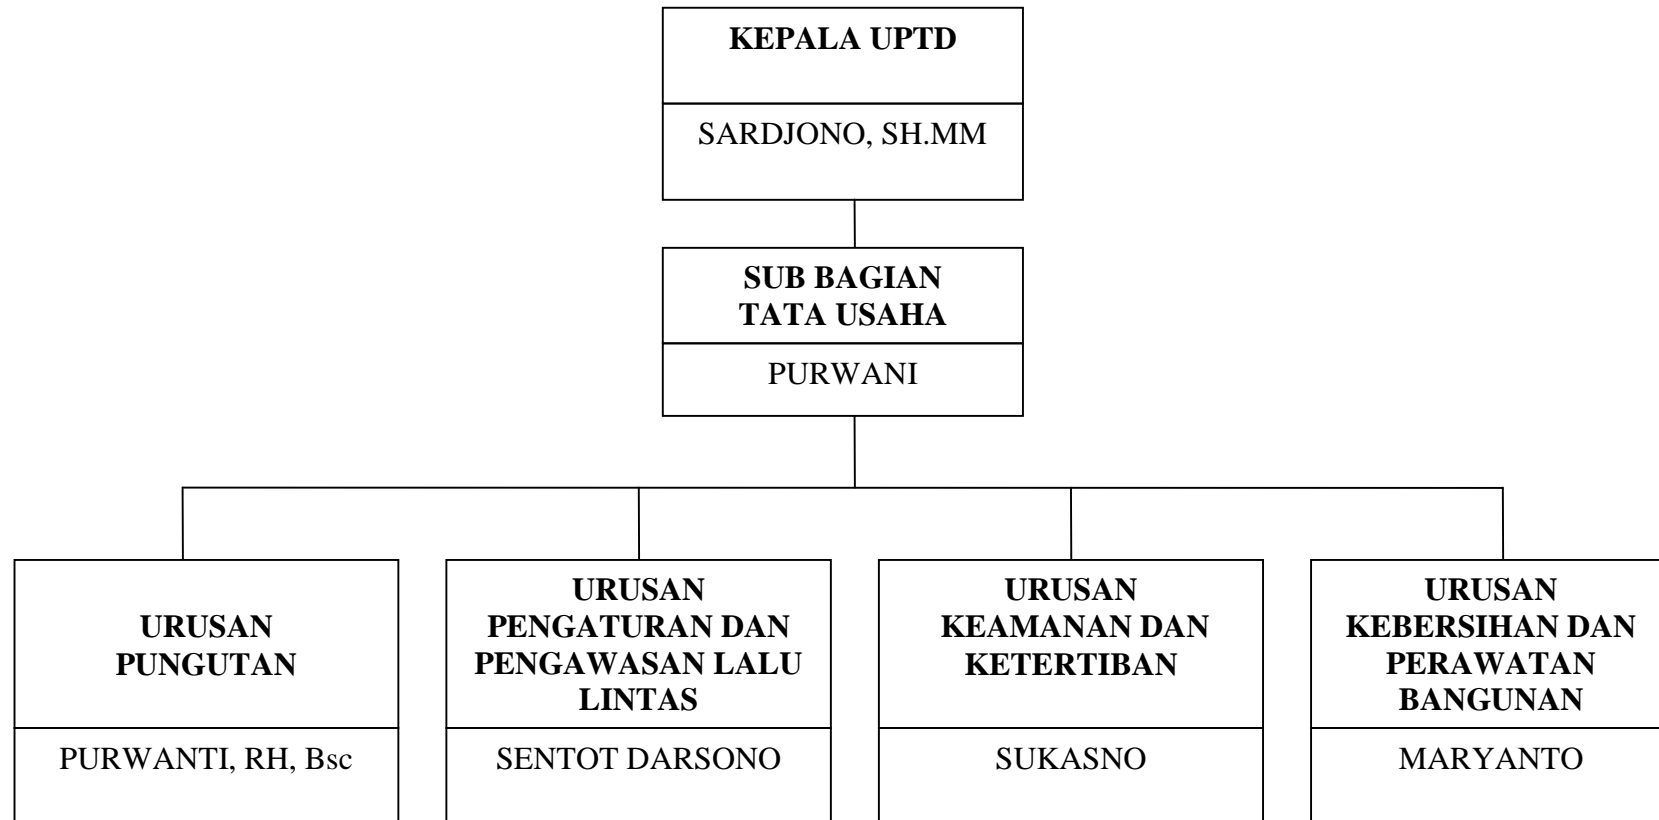 KEPALA UPTD
SARDJONO, SH.MM
SUB BAGIAN
TATA USAHA
PURWANI
URUSAN
PUNGUTAN
PURWANTI, RH, Bsc
URUSAN
PENGATURAN DAN
PENGAWASAN LALU
LINTAS
SENTOT DARSONO
URUSAN
KEAMANAN DAN
KETERTIBAN
SUKASNO
URUSAN
KEBERSIHAN DAN
PERAWATAN
BANGUNAN
MARYANTO